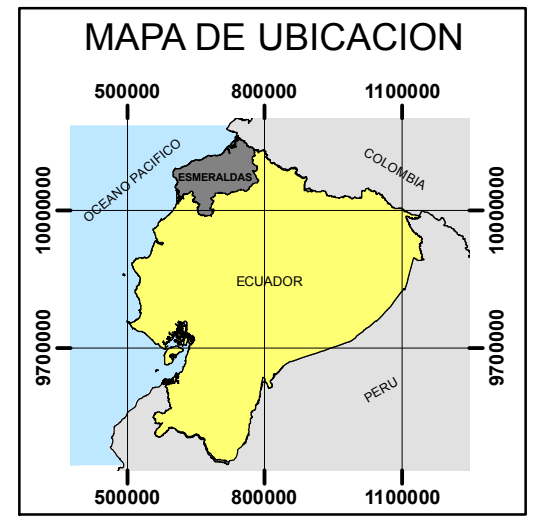 MAPA DE UBICACION
500000 800000 1100000
OCEANO PACIFICO
COLOMBIA
ESMERALDAS
10000000
10000000
ECUADOR
9700000
9700000
PERU
500000 800000 1100000